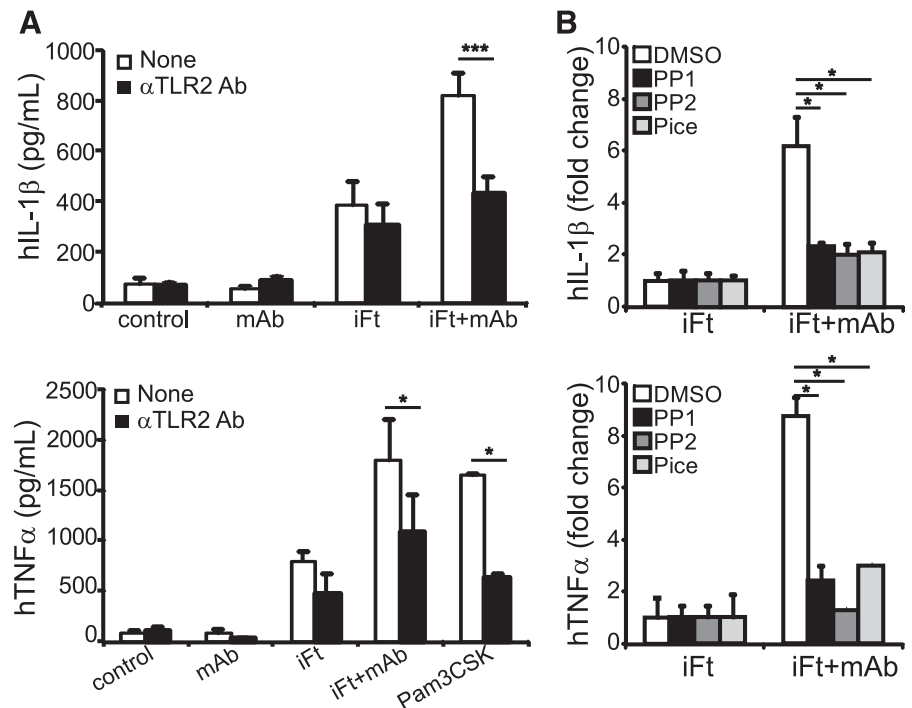 A
None
αTLR2 Ab
***
hIL-1β (pg/mL)
1000
800
600
400
200
0
control mAb iFt iFt+mAb
None
αTLR2 Ab
*
*
hTNFα (pg/mL)
2500
2000
1500
1000
500
0
control mAb iFt iFt+mAb Pam3CSK
B
DMSO
PP1
PP2
Pice
*
*
*
hIL-1β (fold change)
10
8
6
4
2
0
iFt iFt+mAb
DMSO
PP1
PP2
Pice
*
*
*
hTNFα (fold change)
10
8
6
4
2
0
iFt iFt+mAb